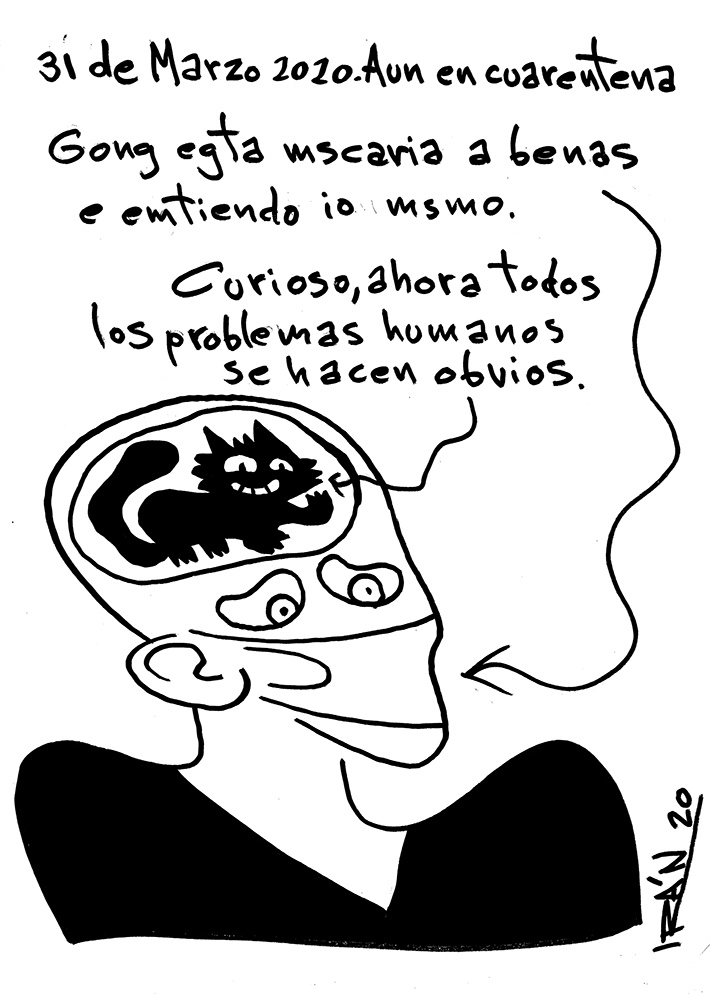 31 de Marzo 2020. Aun en cuarentena
Gong egta mscaria a benas
e emtiendo io msmo.
Curioso, ahora todos
los problemas humanos
se hacen obvios.
IRÁN 20